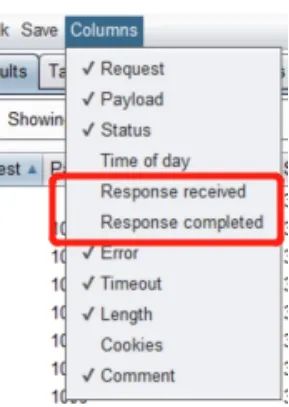 k Save Columns
ults Ta
✓ Request
✓ Payload
Showin
✓ Status
Time of day
est ▲ P
Response received
Response completed
✓ Error
✓ Timeout
✓ Length
Cookies
✓ Comment